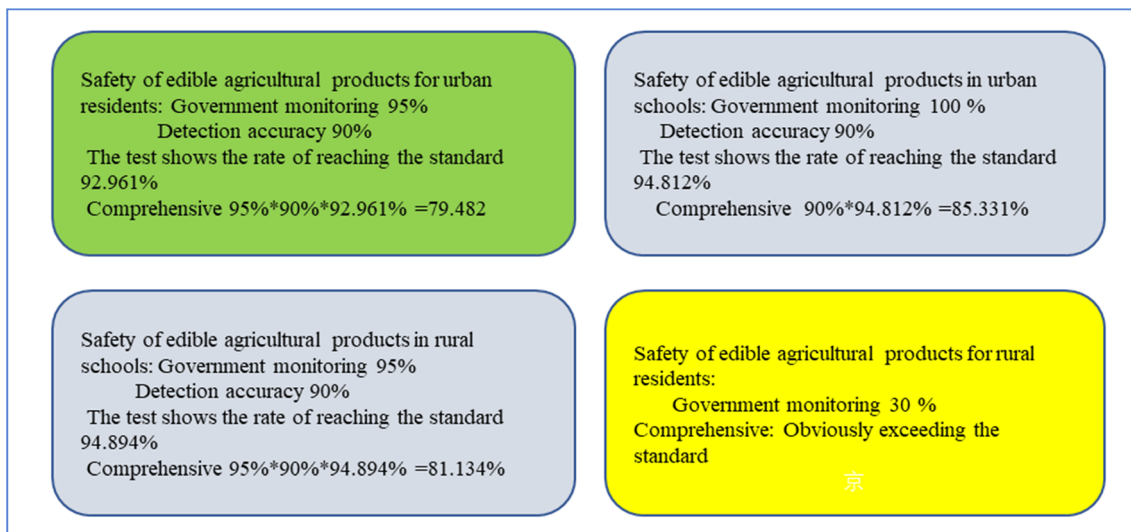 Safety of edible agricultural products for urban
residents: Government monitoring 95%
Detection accuracy 90%
The test shows the rate of reaching the standard
92.961%
Comprehensive 95%*90%*92.961% =79.482
Safety of edible agricultural products in urban
schools: Government monitoring 100 %
Detection accuracy 90%
The test shows the rate of reaching the standard
94.812%
Comprehensive 90%*94.812% =85.331%
Safety of edible agricultural products in rural
schools: Government monitoring 95%
Detection accuracy 90%
The test shows the rate of reaching the standard
94.894%
Comprehensive 95%*90%*94.894% =81.134%
Safety of edible agricultural products for rural
residents:
Government monitoring 30 %
Comprehensive: Obviously exceeding the
standard
京